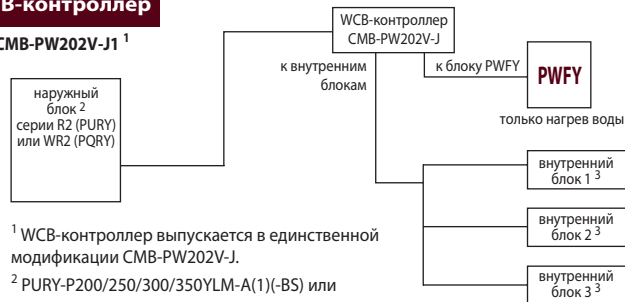 В-контроллер
CMB-PW202V-J1 ¹
WCB-контроллер
CMB-PW202V-J
к внутренним
блокам
к блоку PWFY
PWFY
только нагрев воды
наружный
блок ²
серии R2 (PURY)
или WR2 (PQRY)
внутренний
блок 1 ³
внутренний
блок 2 ³
внутренний
блок 3 ³
¹ WCB-контроллер выпускается в единственной
модификации CMB-PW202V-J.
² PURY-P200/250/300/350YLM-A(1)(-BS) или